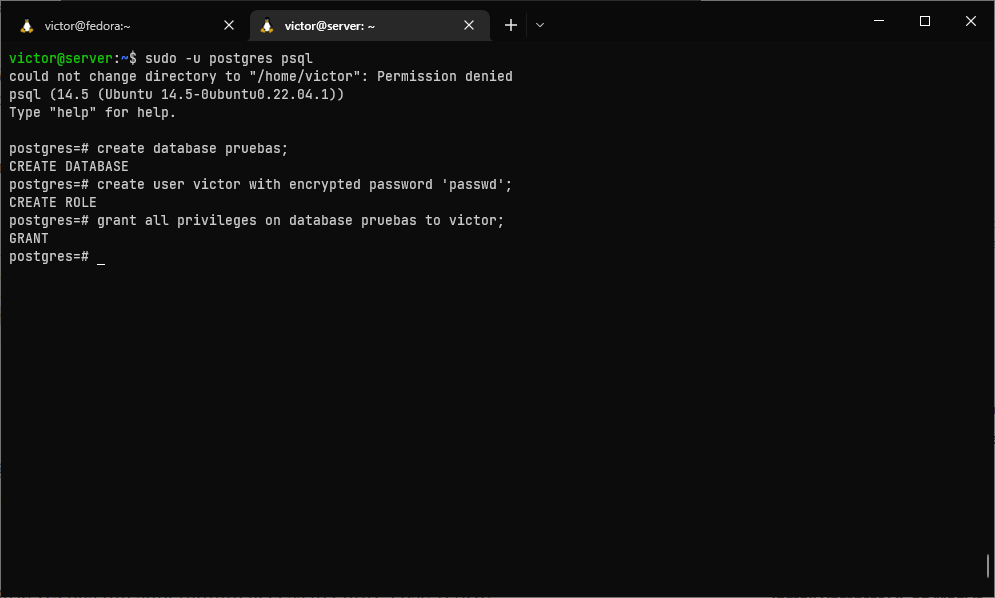 victor@fedora:~
victor@server: ~
victor@server:~$ sudo -u postgres psql
could not change directory to "/home/victor": Permission denied
psql (14.5 (Ubuntu 14.5-0ubuntu0.22.04.1))
Type "help" for help.
postgres=# create database pruebas;
CREATE DATABASE
postgres=# create user victor with encrypted password 'passwd';
CREATE ROLE
postgres=# grant all privileges on database pruebas to victor;
GRANT
postgres=# _